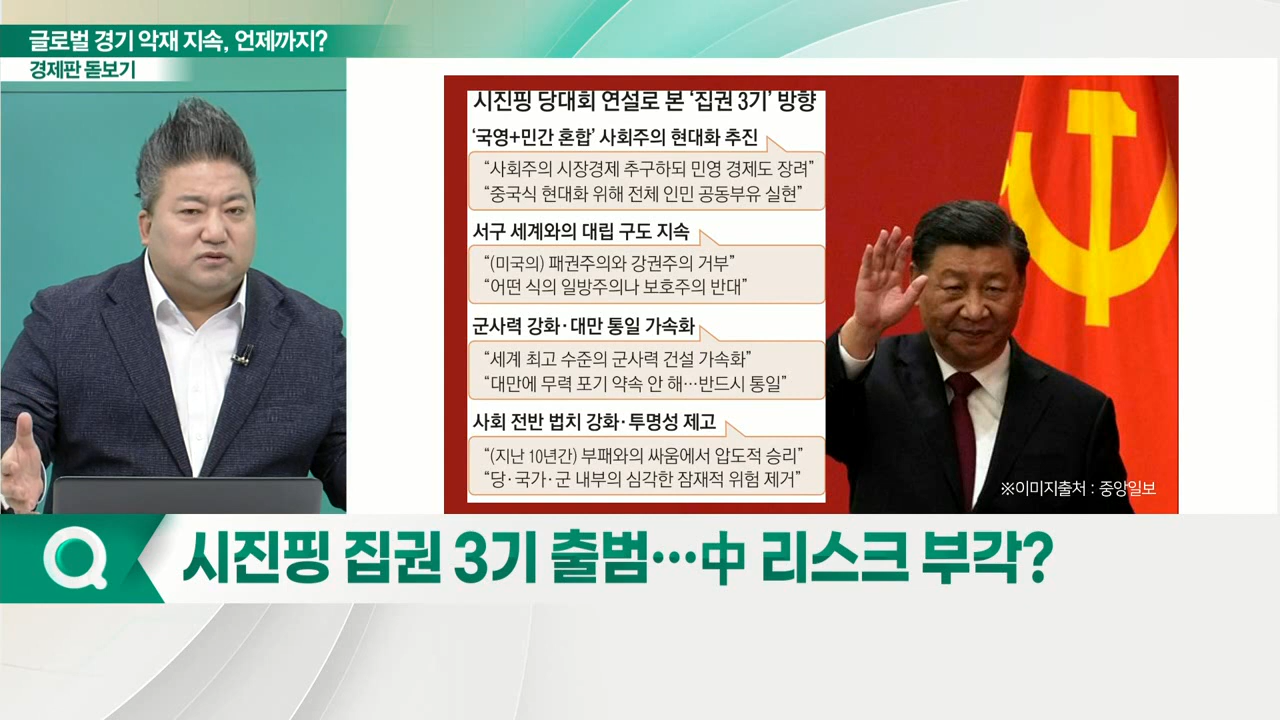 글로벌 경기 악재 지속, 언제까지?
경제판 돋보기
시진핑 당대회 연설로 본 ‘집권 3기’ 방향
‘국영+민간 혼합’ 사회주의 현대화 추진
“사회주의 시장경제 추구하되 민영 경제도 장려”
“중국식 현대화 위해 전체 인민 공동부유 실현”
서구 세계와의 대립 구도 지속
“(미국의) 패권주의와 강권주의 거부”
“어떤 식의 일방주의나 보호주의 반대”
군사력 강화·대만 통일 가속화
“세계 최고 수준의 군사력 건설 가속화”
“대만에 무력 포기 약속 안 해…반드시 통일”
사회 전반 법치 강화·투명성 제고
“(지난 10년간) 부패와의 싸움에서 압도적 승리”
“당·국가·군 내부의 심각한 잠재적 위험 제거”
※이미지출처 : 중앙일보
시진핑 집권 3기 출범…中 리스크 부각?